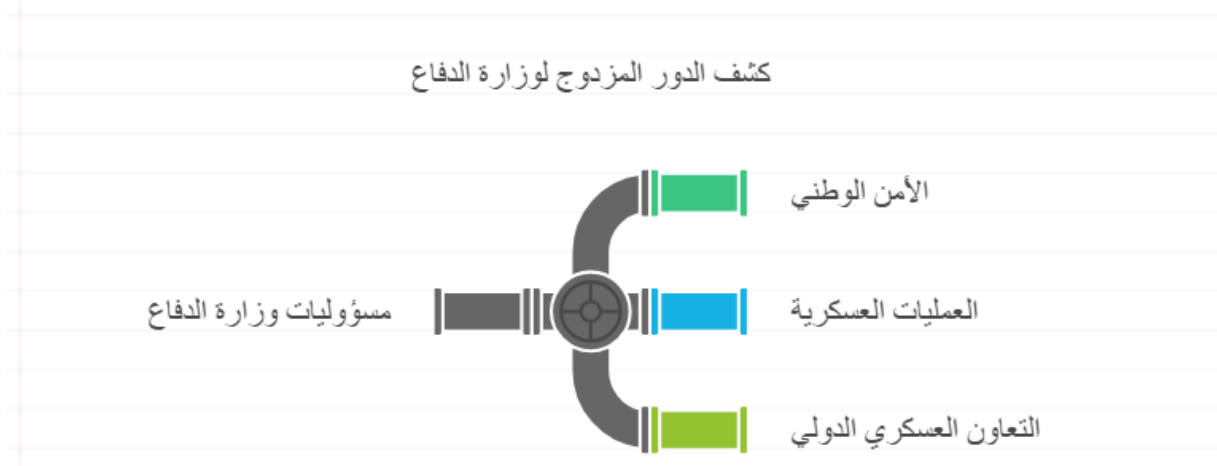 كشف الدور المزدوج لوزارة الدفاع
الأمن الوطني
العمليات العسكرية
مسؤوليات وزارة الدفاع
التعاون العسكري الدولي